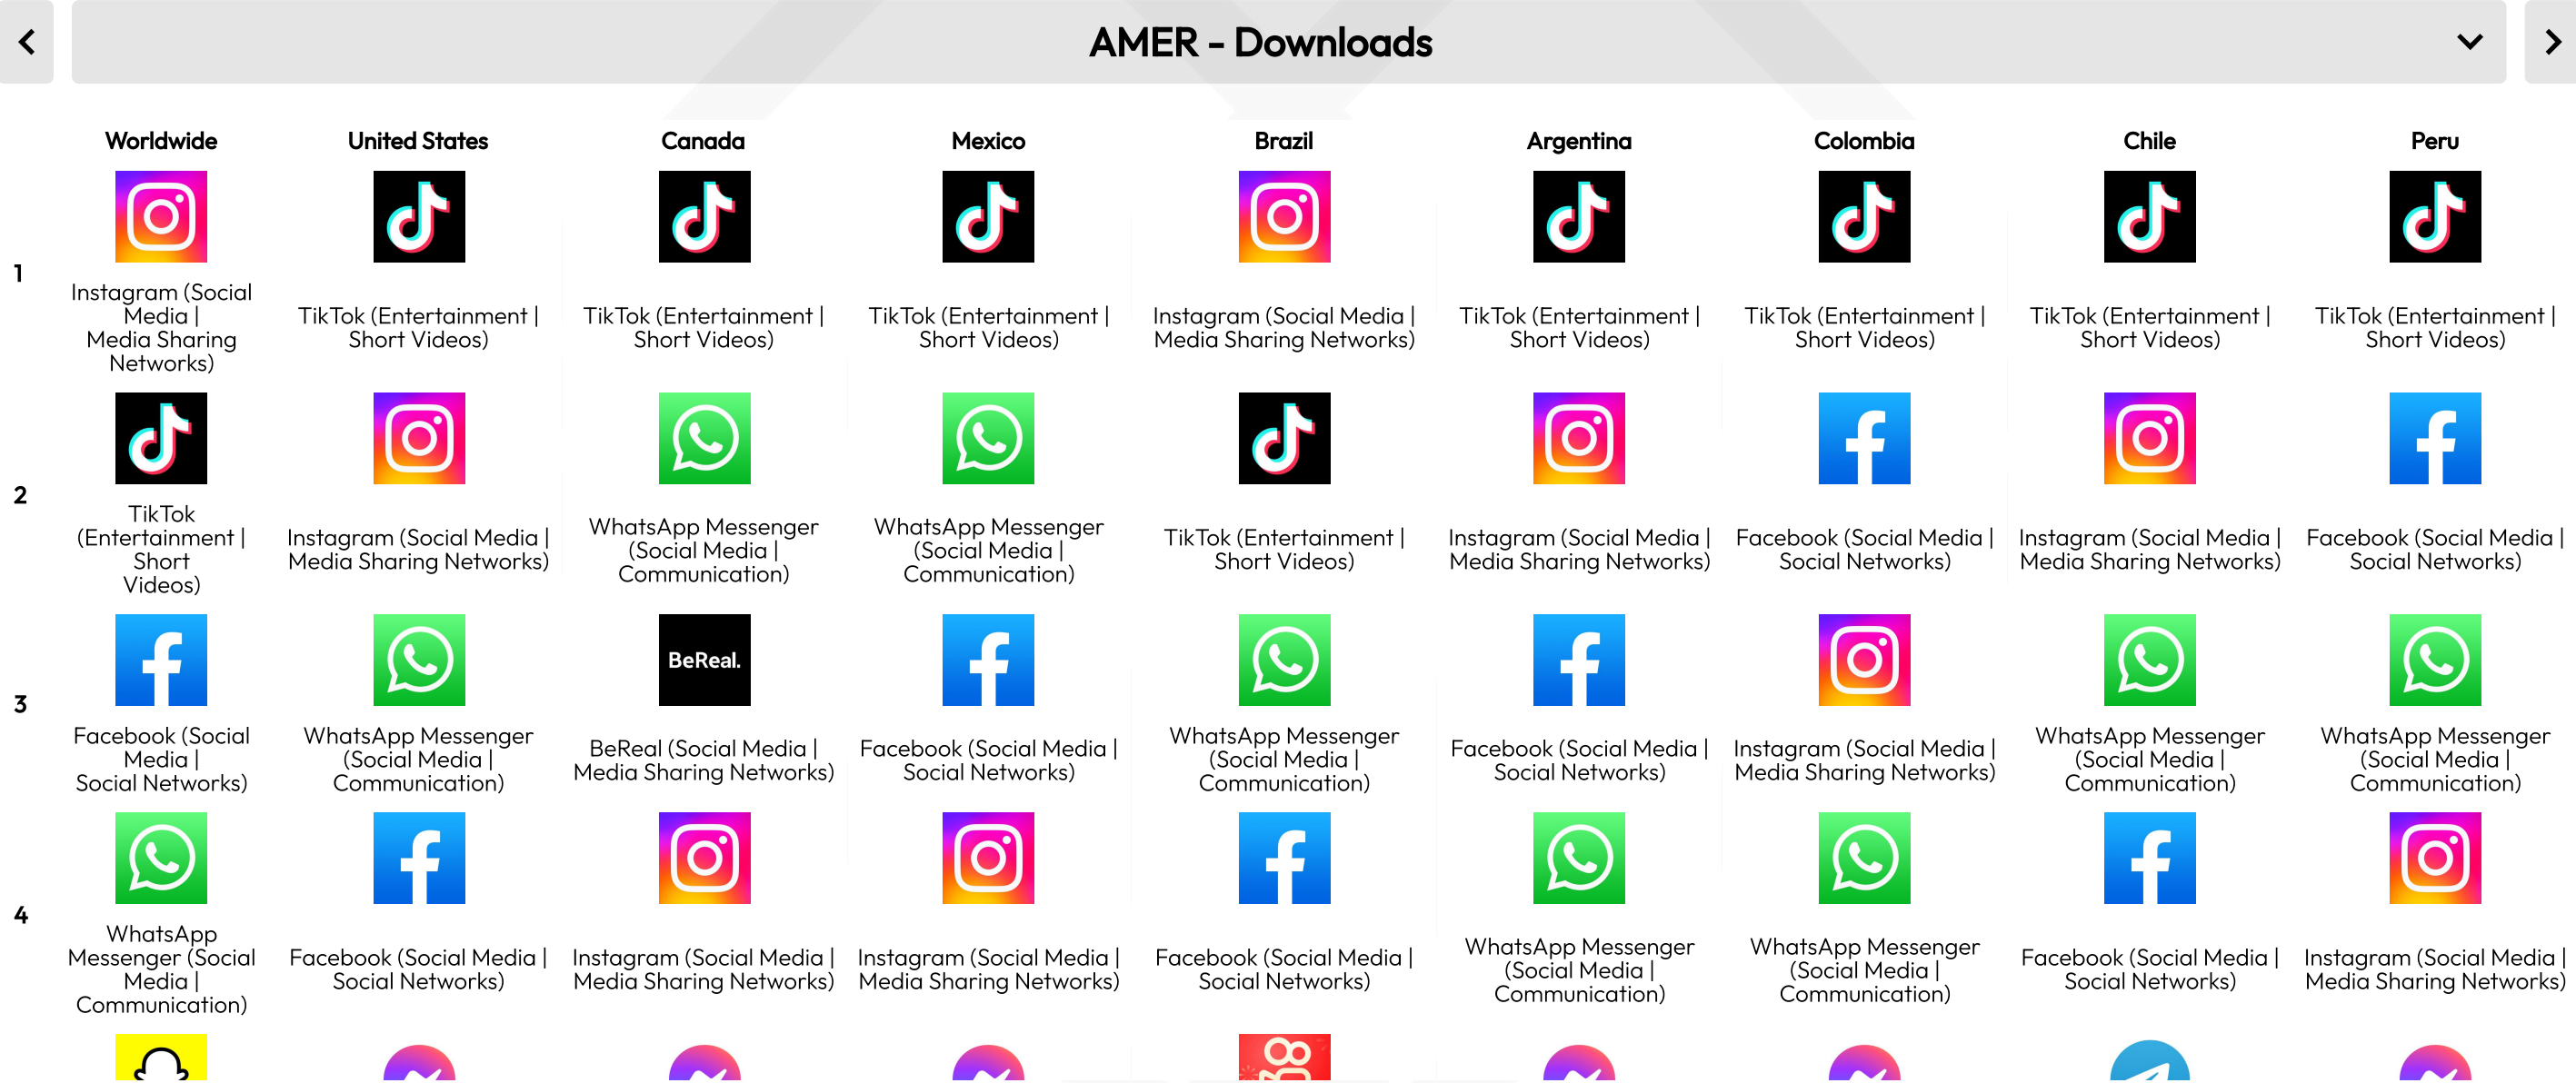 AMER - Downloads
Worldwide United States Canada Mexico Brazil Argentina Colombia Chile Peru
1
Instagram (Social
Media |
Media Sharing
Networks)
TikTok (Entertainment |
Short Videos)
TikTok (Entertainment |
Short Videos)
TikTok (Entertainment |
Short Videos)
Instagram (Social Media |
Media Sharing Networks)
TikTok (Entertainment |
Short Videos)
TikTok (Entertainment |
Short Videos)
TikTok (Entertainment |
Short Videos)
TikTok (Entertainment |
Short Videos)
2
TikTok
(Entertainment |
Short
Videos)
Instagram (Social Media |
Media Sharing Networks)
WhatsApp Messenger
(Social Media |
Communication)
WhatsApp Messenger
(Social Media |
Communication)
TikTok (Entertainment |
Short Videos)
Instagram (Social Media |
Media Sharing Networks)
Facebook (Social Media |
Social Networks)
Instagram (Social Media |
Media Sharing Networks)
Facebook (Social Media |
Social Networks)
3
Facebook (Social
Media |
Social Networks)
WhatsApp Messenger
(Social Media |
Communication)
BeReal.
BeReal (Social Media |
Media Sharing Networks)
Facebook (Social Media |
Social Networks)
WhatsApp Messenger
(Social Media |
Communication)
Facebook (Social Media |
Social Networks)
Instagram (Social Media |
Media Sharing Networks)
WhatsApp Messenger
(Social Media |
Communication)
WhatsApp Messenger
(Social Media |
Communication)
4
WhatsApp
Messenger (Social
Media |
Communication)
Facebook (Social Media |
Social Networks)
Instagram (Social Media |
Media Sharing Networks)
Instagram (Social Media |
Media Sharing Networks)
Facebook (Social Media |
Social Networks)
WhatsApp Messenger
(Social Media |
Communication)
WhatsApp Messenger
(Social Media |
Communication)
Facebook (Social Media |
Social Networks)
Instagram (Social Media |
Media Sharing Networks)